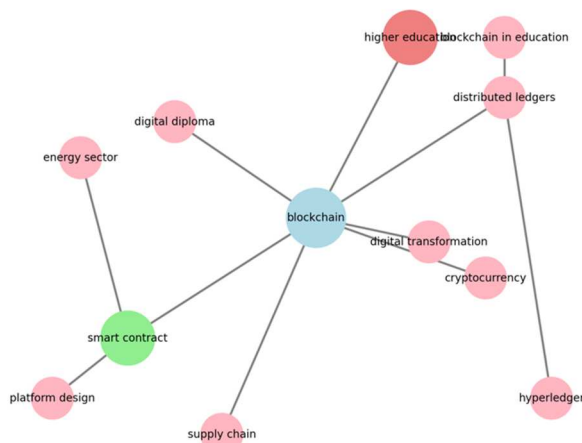 higher education
blockchain in education
distributed ledgers
digital diploma
energy sector
blockchain
digital transformation
cryptocurrency
smart contract
platform design
hyperledger
supply chain